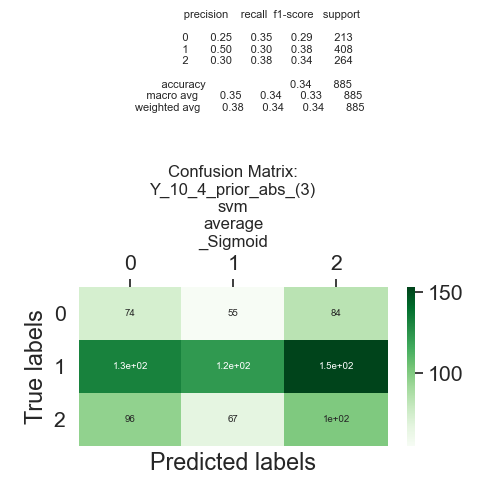 precision recall f1-score support
0 0.25 0.35 0.29 213
1 0.50 0.30 0.38 408
2 0.30 0.38 0.34 264
accuracy 0.34 885
macro avg 0.35 0.34 0.33 885
weighted avg 0.38 0.34 0.34 885
Confusion Matrix:
Y_10_4_prior_abs_(3)
svm
average
_Sigmoid
0 1 2
0 74 55 84
1 1.3e+02 1.2e+02 1.5e+02
2 96 67 1e+02
150
100
True labels
Predicted labels